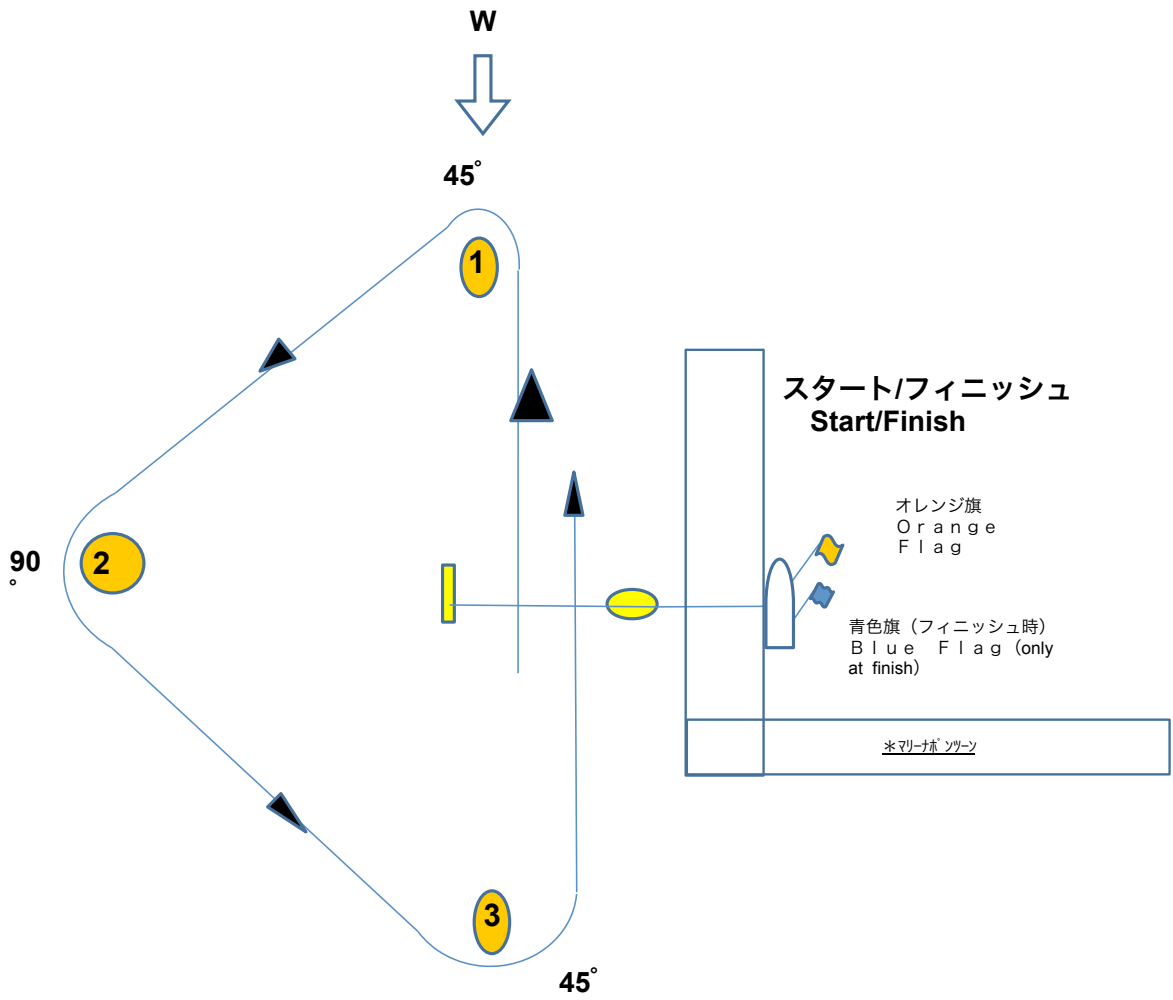 W
45°
1
スタート/フィニッシュ
Start/Finish
オレンジ旗
Ｏｒａｎｇｅ
Ｆｌａｇ
2
90
°
青色旗（フィニッシュ時）
Ｂｌｕｅ　Ｆｌａｇ（only
at finish）
＊ﾏﾘｰﾅﾎﾟﾝﾂｰﾝ
3
45°